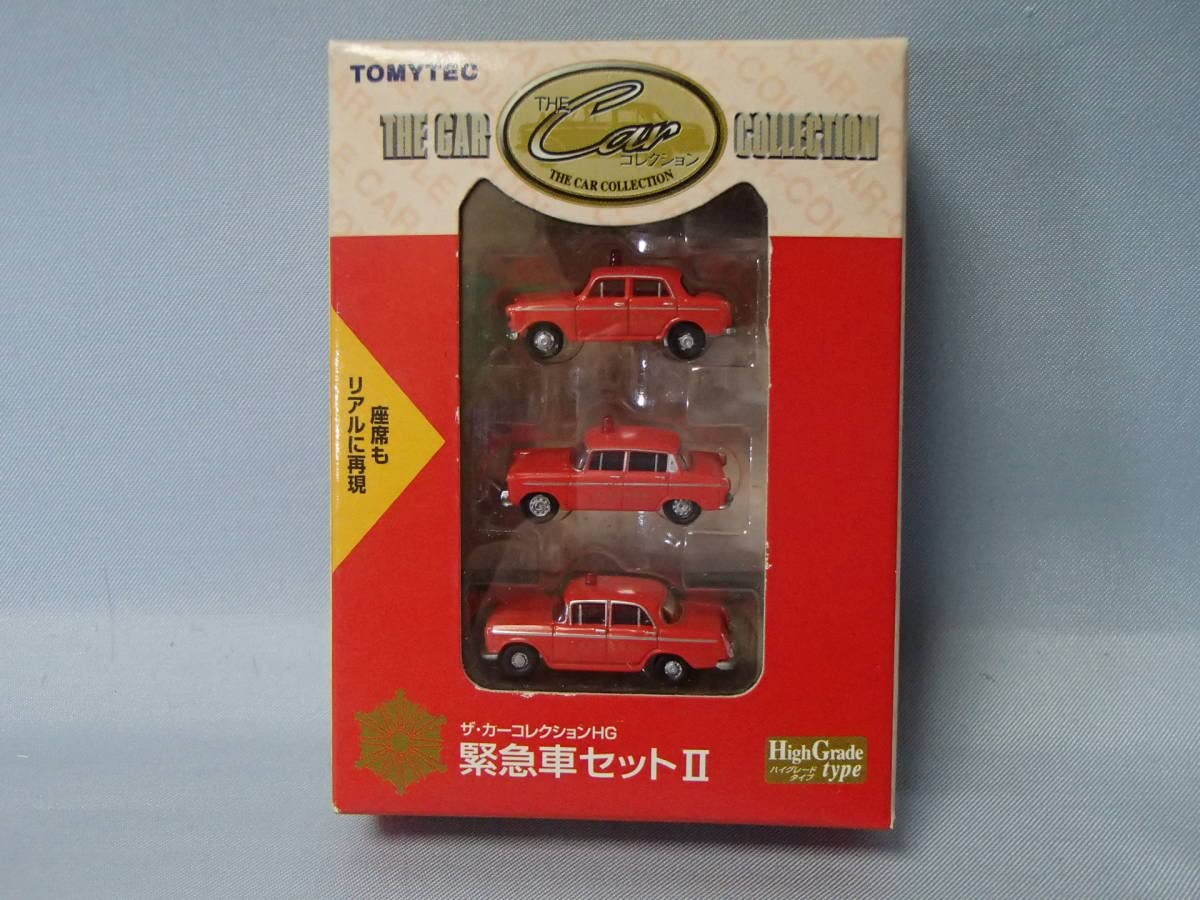 TOMYTEC
THE CAR
THE
Car
コレクション
THE CAR COLLECTION
COLLECTION
座席も
リアルに再現
ザ・カーコレクションHG
緊急車セットⅡ
HighGrade
ハイグレード
タイプ
type